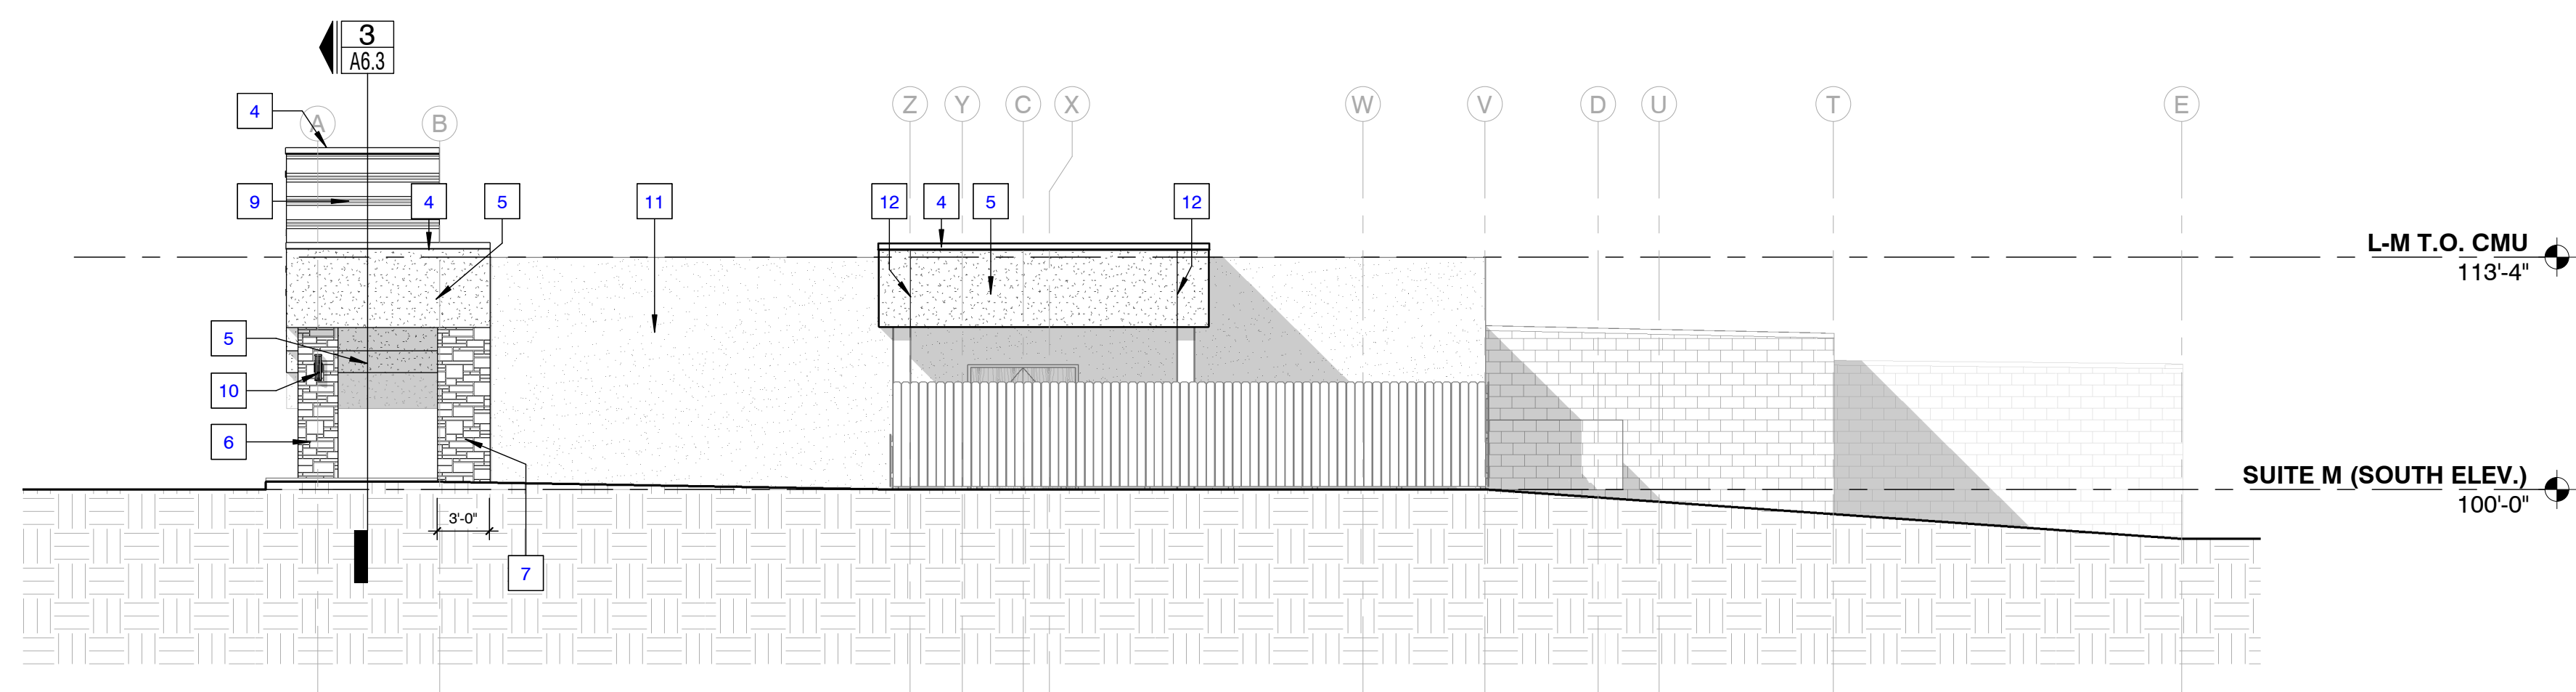 3
A6.3
4
A
B
Z
Y
C
X
W
V
D
U
T
E
9
4
5
11
12
4
5
12
L-M T.O. CMU
113'-4"
5
10
6
SUITE M (SOUTH ELEV.)
100'-0"
3'-0"
7